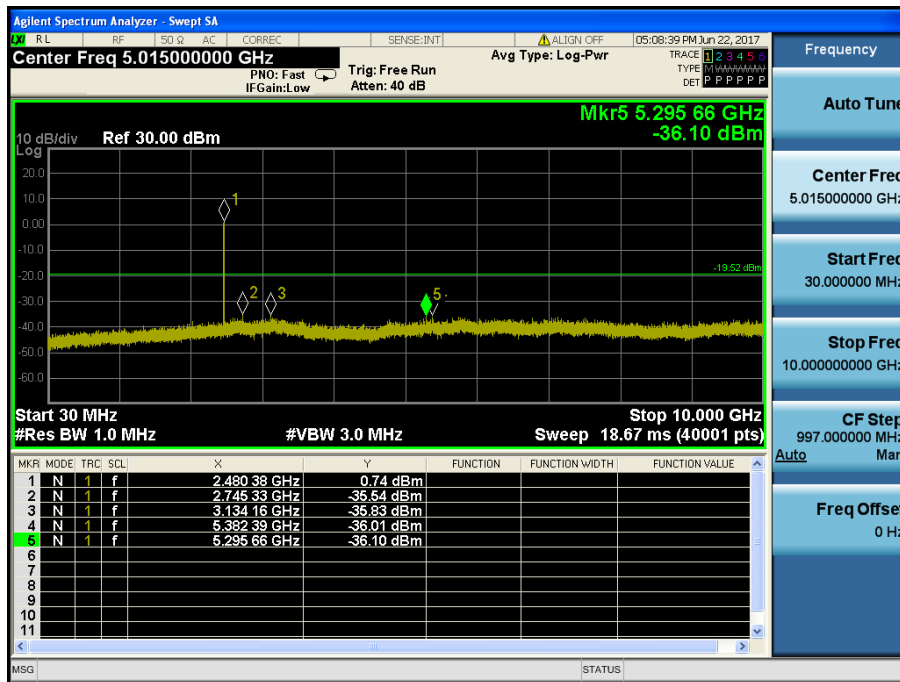 Agilent Spectrum Analyzer - Swept SA
LXI RL RF 50 Ω AC CORREC SENSE:INT ALIGN OFF 05:08:39 PM Jun 22, 2017
Center Freq 5.015000000 GHz
PNO: Fast
IFGain:Low
Trig: Free Run
Atten: 40 dB
Avg Type: Log-Pwr
TRACE 1 2 3 4 5 6
TYPE
DET P P P P P P
Mkr5 5.295 66 GHz
-36.10 dBm
10 dB/div Ref 30.00 dBm
Log
20.0
10.0
0.00
-10.0
-20.0
-30.0
-40.0
-50.0
-60.0
1
2
3
5
-19.52 dBm
Start 30 MHz Stop 10.000 GHz
#Res BW 1.0 MHz #VBW 3.0 MHz Sweep 18.67 ms (40001 pts)
MKR MODE TRC SCL X Y FUNCTION FUNCTION WIDTH FUNCTION VALUE
1 N 1 f 2.480 38 GHz 0.74 dBm
2 N 1 f 2.745 33 GHz -35.54 dBm
3 N 1 f 3.134 16 GHz -35.83 dBm
4 N 1 f 5.382 39 GHz -36.01 dBm
5 N 1 f 5.295 66 GHz -36.10 dBm
6
7
8
9
10
11
MSG STATUS
Frequency
Auto Tune
Center Freq
5.015000000 GHz
Start Freq
30.000000 MHz
Stop Freq
10.000000000 GHz
CF Step
997.000000 MHz
Auto Man
Freq Offset
0 Hz